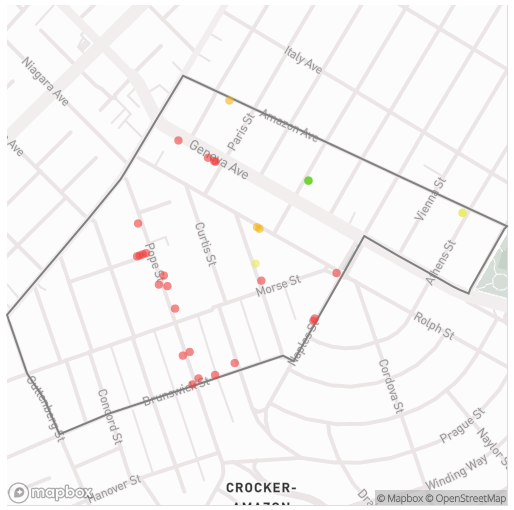 Italy Ave
Niagara Ave
Ave
Paris St
Amazon Ave
Geneva Ave
Vienna St
Curtis St
Pope St
Athens St
Morse St
Rolph St
Naples St
Guttenberg St
Concord St
Brunswick St
Cordova St
Prague St
Naylor St
Winding Way
Hanover St
CROCKER-
AMAZON
Dra
mapbox
© Mapbox © OpenStreetMap